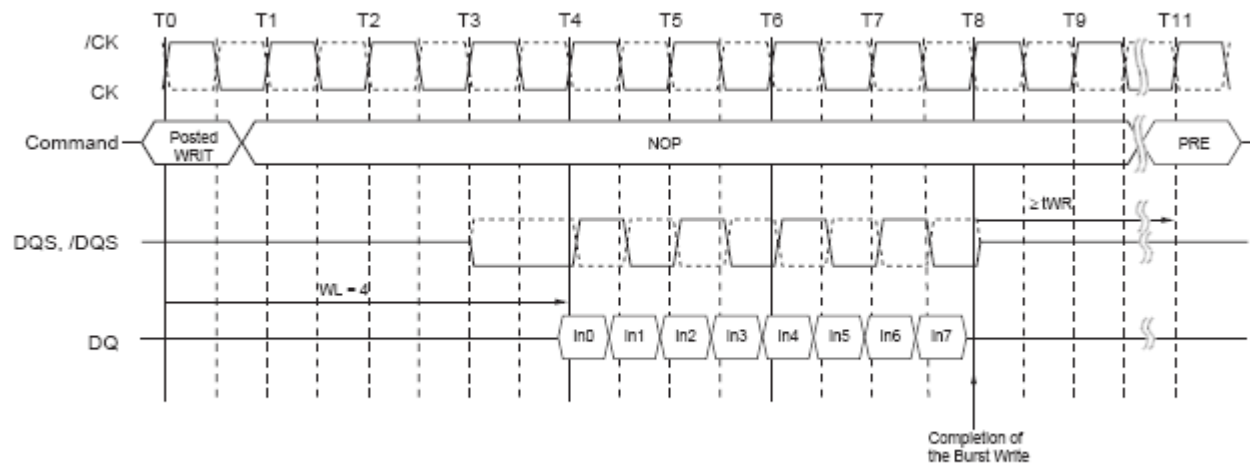 T0 T1 T2 T3 T4 T5 T6 T7 T8 T9 T11
/CK
CK
Command
Posted
WRIT
NOP
PRE
≥ tWR
DQS, /DQS
WL = 4
DQ
In0 In1 In2 In3 In4 In5 In6 In7
Completion of
the Burst Write